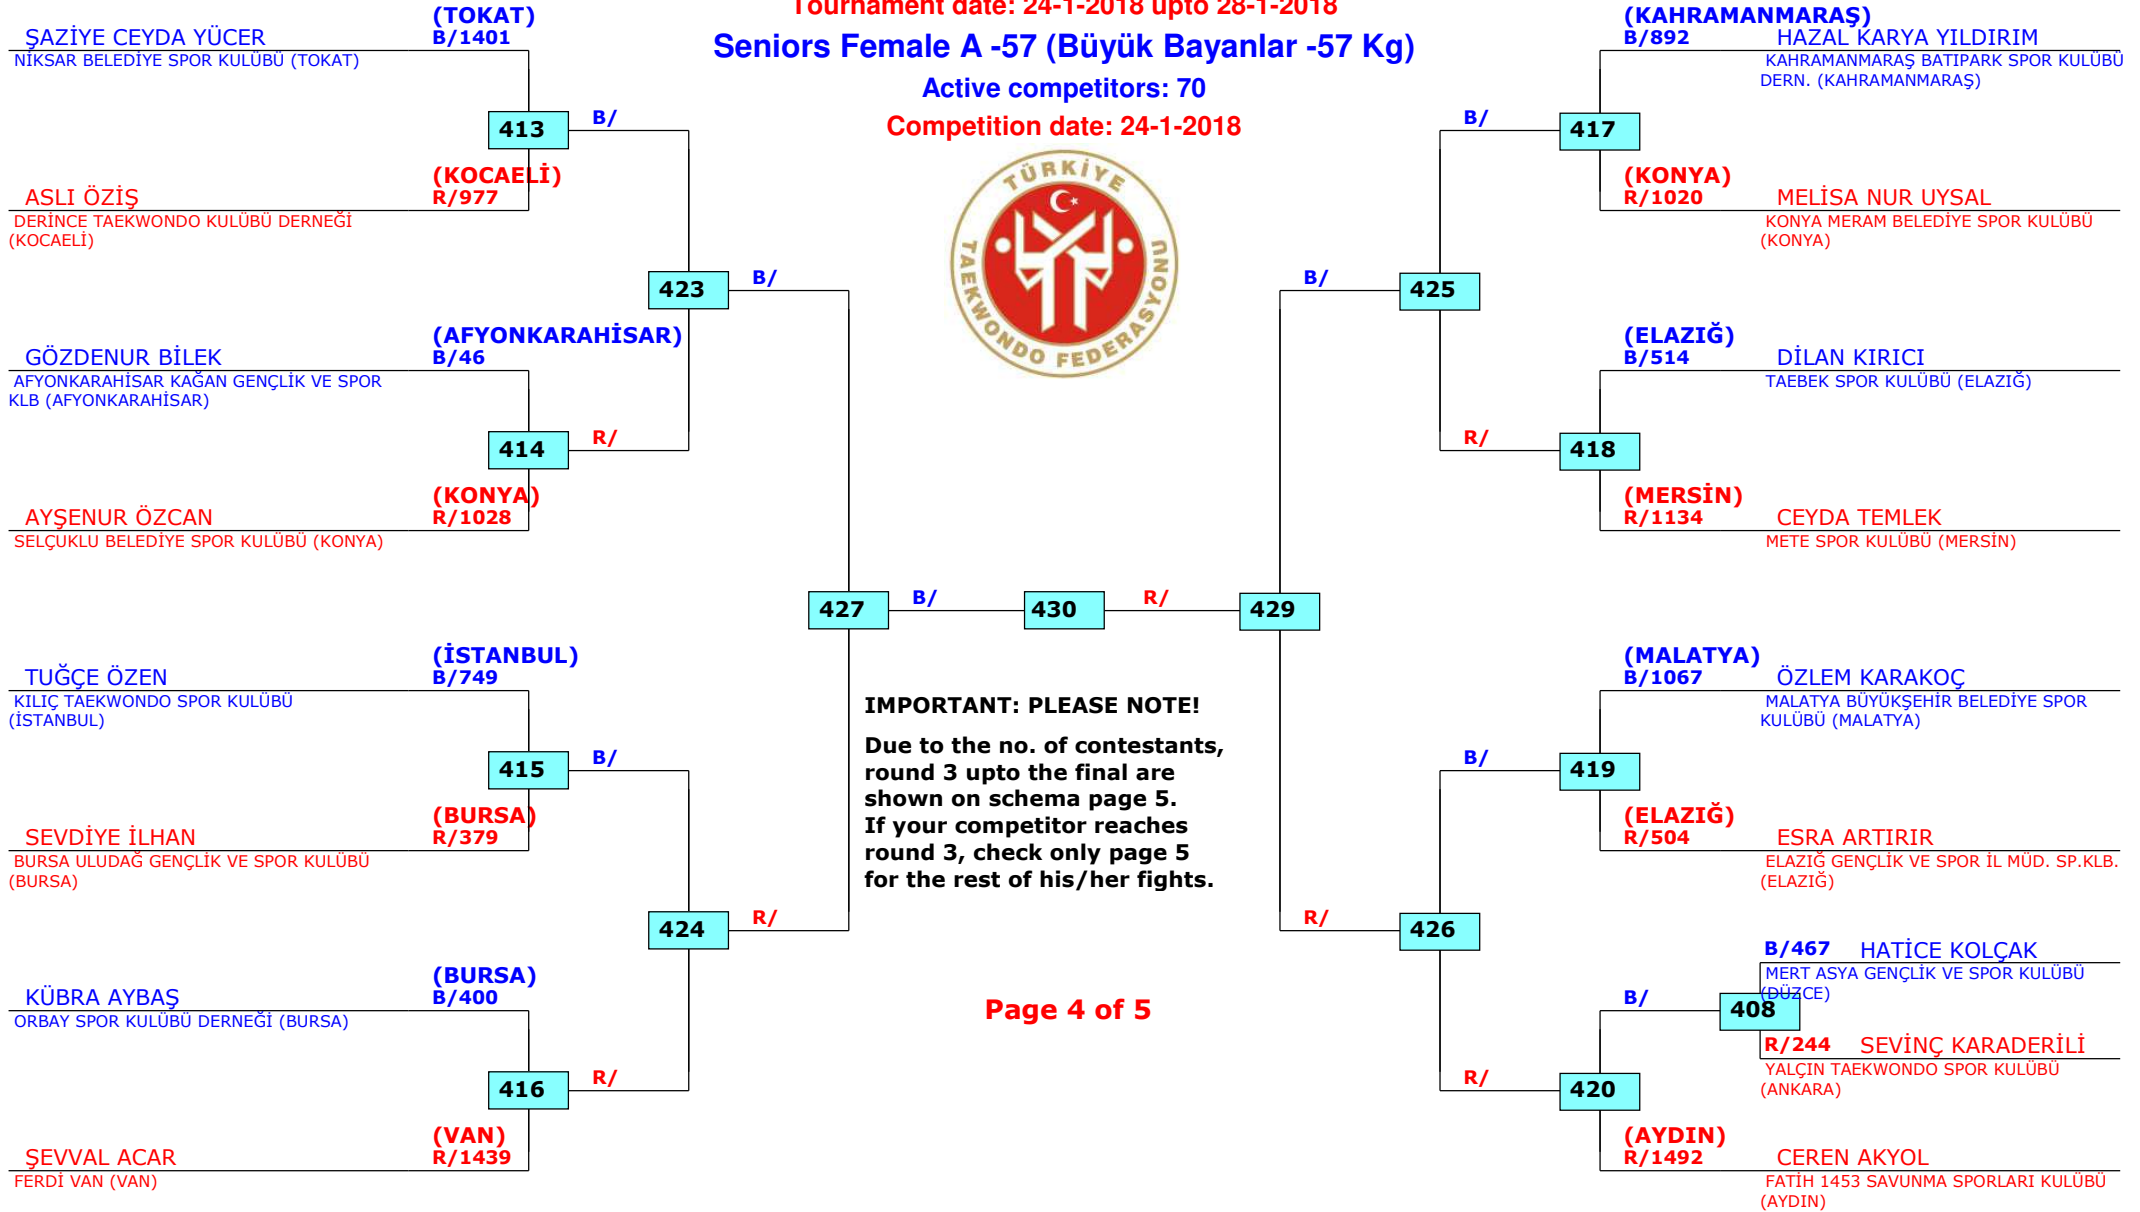 Tournament date: 24-1-2018 upto 28-1-2018
Seniors Female A -57 (Büyük Bayanlar -57 Kg)
Active competitors: 70
Competition date: 24-1-2018
TÜRKİYE
TAEKWONDO FEDERASYONU
(TOKAT)
ŞAZİYE CEYDA YÜCER B/1401
NİKSAR BELEDİYE SPOR KULÜBÜ (TOKAT)
413 B/
(KOCAELİ)
ASLI ÖZİŞ R/977
DERİNCE TAEKWONDO KULÜBÜ DERNEĞİ
(KOCAELİ)
423 B/
(AFYONKARAHİSAR)
GÖZDENUR BİLEK B/46
AFYONKARAHİSAR KAĞAN GENÇLİK VE SPOR
KLB (AFYONKARAHİSAR)
414 R/
(KONYA)
AYŞENUR ÖZCAN R/1028
SELÇUKLU BELEDİYE SPOR KULÜBÜ (KONYA)
427 B/ 430 R/ 429
(İSTANBUL)
TUĞÇE ÖZEN B/749
KILIÇ TAEKWONDO SPOR KULÜBÜ
(İSTANBUL)
415 B/
(BURSA)
SEVDİYE İLHAN R/379
BURSA ULUDAĞ GENÇLİK VE SPOR KULÜBÜ
(BURSA)
424 R/
(BURSA)
KÜBRA AYBAŞ B/400
ORBAY SPOR KULÜBÜ DERNEĞİ (BURSA)
416 R/
(VAN)
ŞEVVAL ACAR R/1439
FERDİ VAN (VAN)
IMPORTANT: PLEASE NOTE!
Due to the no. of contestants,
round 3 upto the final are
shown on schema page 5.
If your competitor reaches
round 3, check only page 5
for the rest of his/her fights.
Page 4 of 5
(KAHRAMANMARAŞ)
B/892 HAZAL KARYA YILDIRIM
KAHRAMANMARAŞ BATIPARK SPOR KULÜBÜ
DERN. (KAHRAMANMARAŞ)
B/ 417
(KONYA)
R/1020 MELİSA NUR UYSAL
KONYA MERAM BELEDİYE SPOR KULÜBÜ
(KONYA)
B/ 425
(ELAZIĞ)
B/514 DİLAN KIRICI
TAEBEK SPOR KULÜBÜ (ELAZIĞ)
R/ 418
(MERSİN)
R/1134 CEYDA TEMLEK
METE SPOR KULÜBÜ (MERSİN)
(MALATYA)
B/1067 ÖZLEM KARAKOÇ
MALATYA BÜYÜKŞEHİR BELEDİYE SPOR
KULÜBÜ (MALATYA)
B/ 419
(ELAZIĞ)
R/504 ESRA ARTIRIR
ELAZIĞ GENÇLİK VE SPOR İL MÜD. SP.KLB.
(ELAZIĞ)
R/ 426
B/467 HATİCE KOLÇAK
MERT ASYA GENÇLİK VE SPOR KULÜBÜ
(DÜZCE)
B/ 408
R/244 SEVİNÇ KARADERİLİ
YALÇIN TAEKWONDO SPOR KULÜBÜ
(ANKARA)
R/ 420
(AYDIN)
R/1492 CEREN AKYOL
FATİH 1453 SAVUNMA SPORLARI KULÜBÜ
(AYDIN)